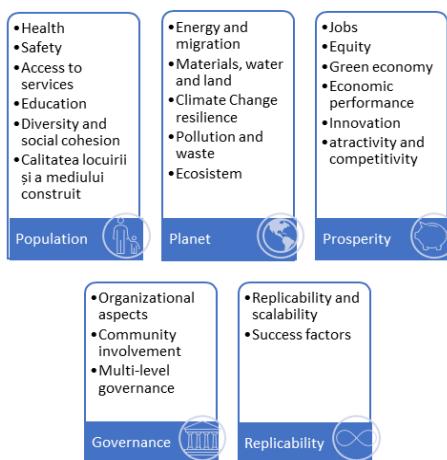 •Health
•Safety
•Access to
services
•Education
•Diversity and
social cohesion
•Calitatea locuirii
și a mediului
construit
Population
•Energy and
migration
•Materials, water
and land
•Climate Change
resilience
•Pollution and
waste
•Ecosistem
Planet
•Jobs
•Equity
•Green economy
•Economic
performance
•Innovation
•atractivity and
competitivity
Prosperity
•Organizational
aspects
•Community
involvement
•Multi-level
governance
Governance
•Replicability and
scalability
•Success factors
Replicability